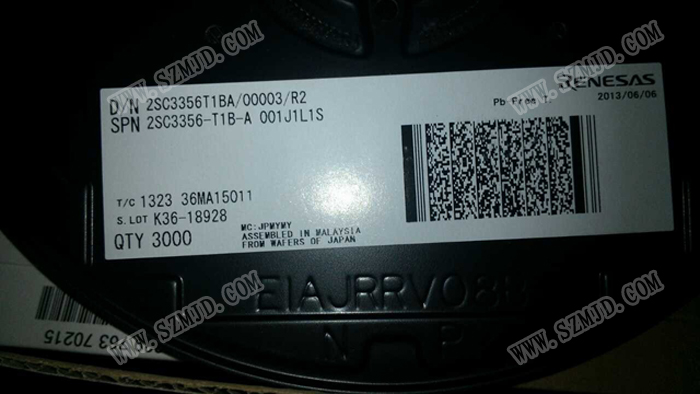 D/N 2SC3356T1BA/00003/R2
SPN 2SC3356-T1B-A 001J1L1S
RENESAS
Pb-Free
2013/06/06
T/C 1323 36MA15011
S.LOT K36-18928
QTY 3000
MC:JPMYMY
ASSEMBLED IN MALAYSIA
FROM WAFERS OF JAPAN
EIAJRRV08B
N P
963 70215
WWW.SZMJD.COM
WWW.SZMJD.COM
WWW.SZMJD.COM
WWW.SZMJD.COM